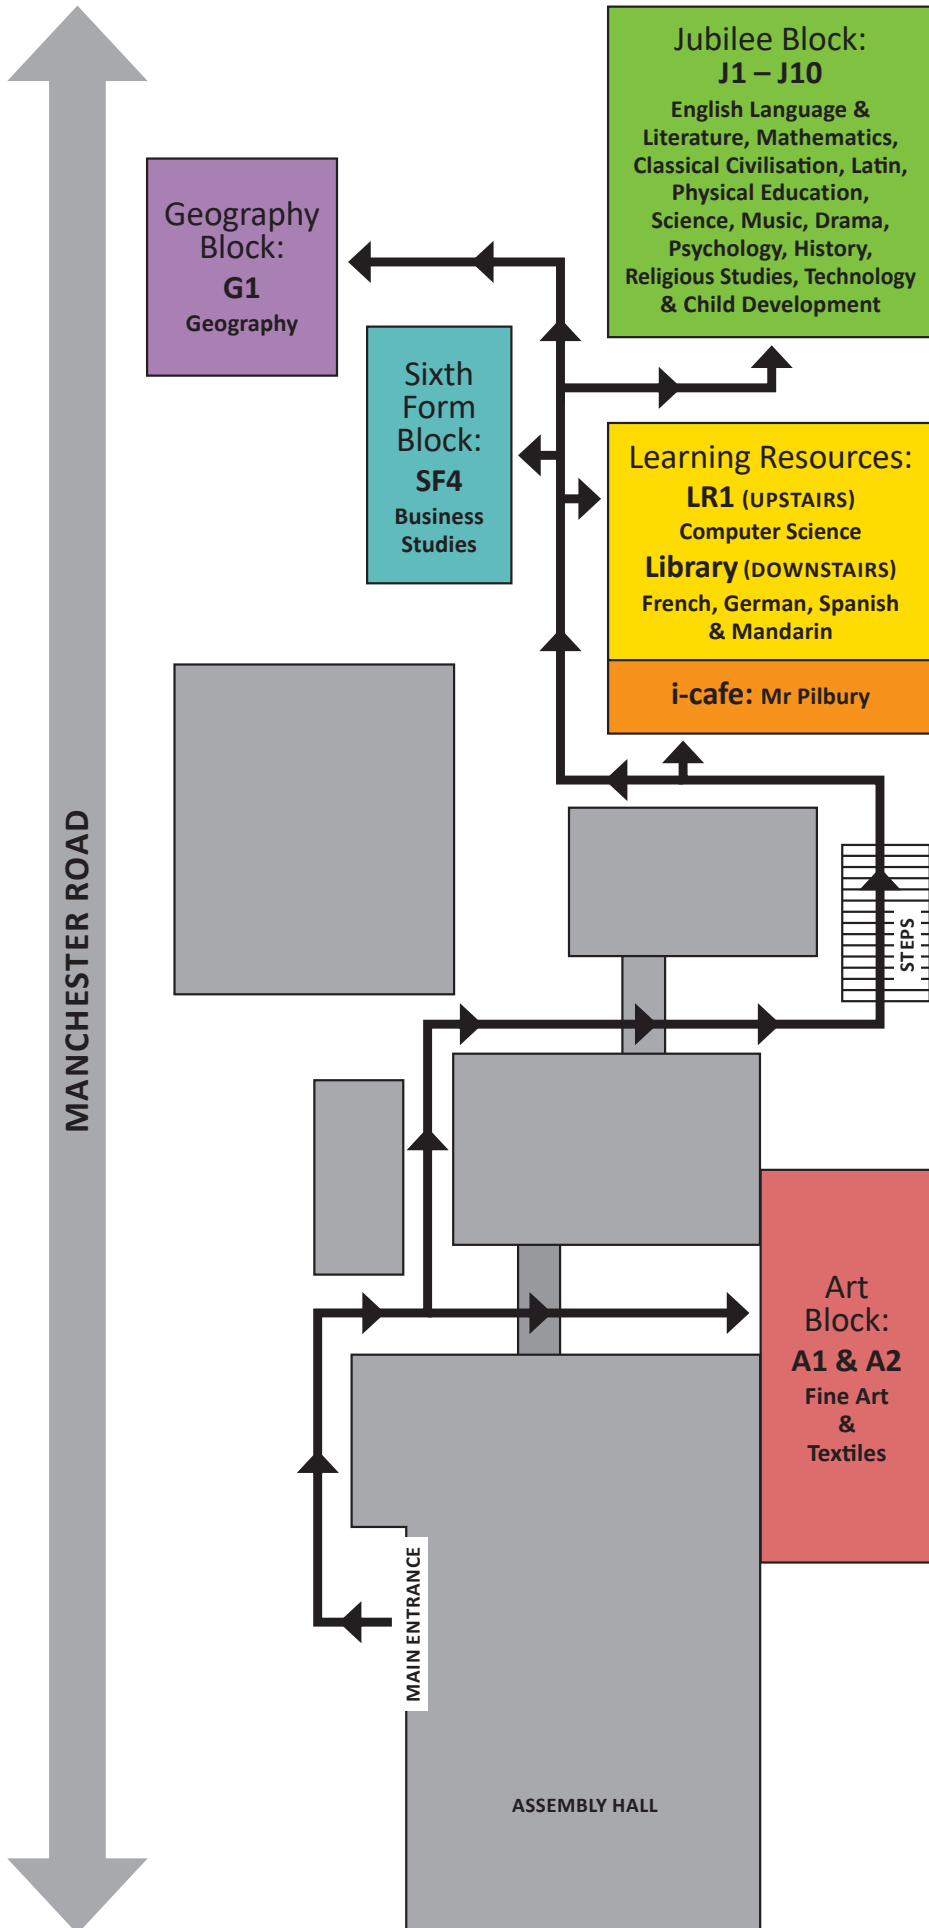 Jubilee Block:
J1 – J10
English Language &
Literature, Mathematics,
Classical Civilisation, Latin,
Physical Education,
Science, Music, Drama,
Psychology, History,
Religious Studies, Technology
& Child Development
Geography
Block:
G1
Geography
Sixth
Form
Block:
SF4
Business
Studies
Learning Resources:
LR1 (UPSTAIRS)
Computer Science
Library (DOWNSTAIRS)
French, German, Spanish
& Mandarin
i-cafe: Mr Pilbury
MANCHESTER ROAD
STEPS
Art
Block:
A1 & A2
Fine Art
&
Textiles
MAIN ENTRANCE
ASSEMBLY HALL